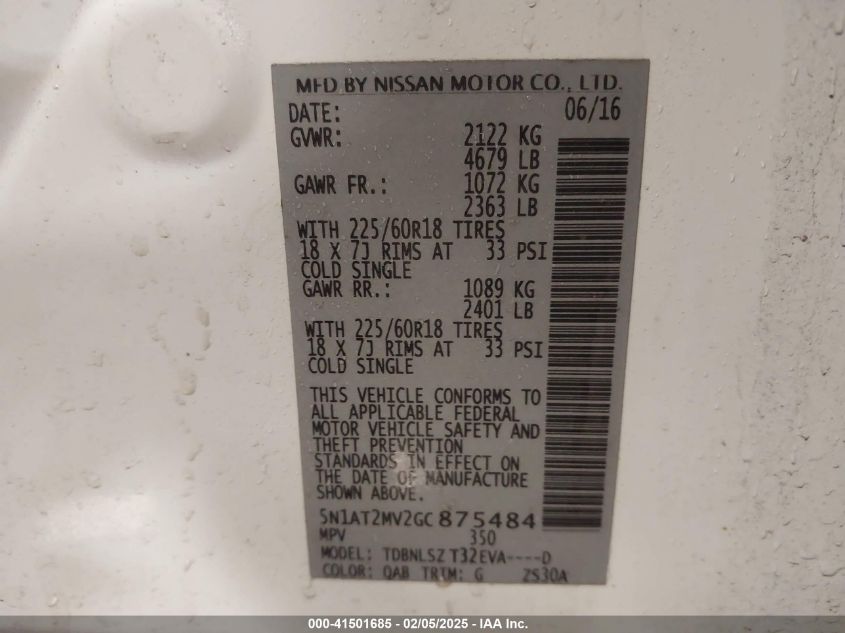 MFD BY NISSAN MOTOR CO., LTD.
DATE: 06/16
GVWR: 2122 KG
4679 LB
GAWR FR.: 1072 KG
2363 LB
WITH 225/60R18 TIRES
18 X 7J RIMS AT 33 PSI
COLD SINGLE
GAWR RR.: 1089 KG
2401 LB
WITH 225/60R18 TIRES
18 X 7J RIMS AT 33 PSI
COLD SINGLE
THIS VEHICLE CONFORMS TO
ALL APPLICABLE FEDERAL
MOTOR VEHICLE SAFETY AND
THEFT PREVENTION
STANDARDS IN EFFECT ON
THE DATE OF MANUFACTURE
SHOWN ABOVE.
5N1AT2MV2GC875484
MPV 350
MODEL: TDBNLSZ T32EVA----D
COLOR: QAB TRIM: G ZS30A
000-41501685 - 02/05/2025 - IAA Inc.